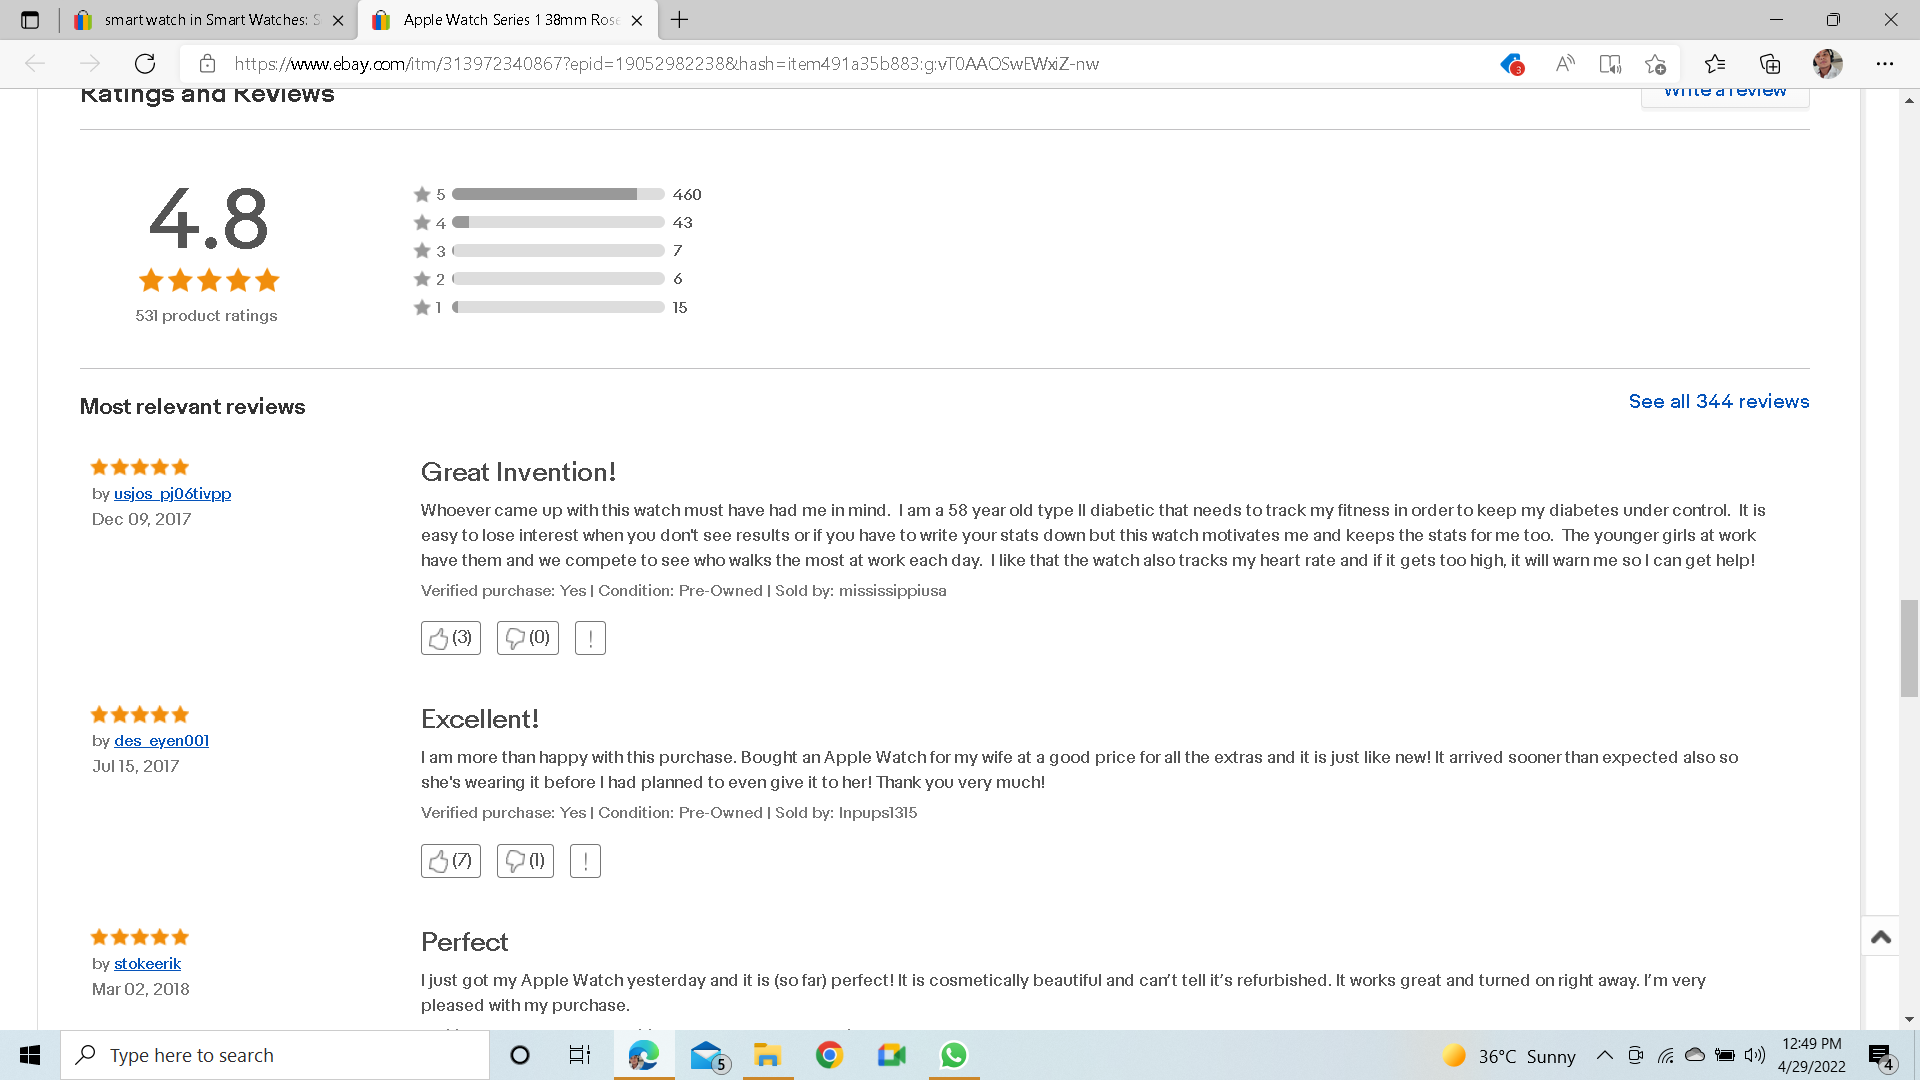 smart watch in Smart Watches: S
Apple Watch Series 1 38mm Rose
https://www.ebay.com/itm/313972340867?epid=19052982238&hash=item491a35b883:g:vT0AAOSwEWxiZ-nw
3
Ratings and Reviews
Write a review
4.8
531 product ratings
5 460
4 43
3 7
2 6
1 15
Most relevant reviews
See all 344 reviews
by usjos_pj06tivpp
Dec 09, 2017
Great Invention!
Whoever came up with this watch must have had me in mind. I am a 58 year old type II diabetic that needs to track my fitness in order to keep my diabetes under control. It is
easy to lose interest when you don't see results or if you have to write your stats down but this watch motivates me and keeps the stats for me too. The younger girls at work
have them and we compete to see who walks the most at work each day. I like that the watch also tracks my heart rate and if it gets too high, it will warn me so I can get help!
Verified purchase: Yes | Condition: Pre-Owned | Sold by: mississippiusa
(3) (0) !
by des_eyen001
Jul 15, 2017
Excellent!
I am more than happy with this purchase. Bought an Apple Watch for my wife at a good price for all the extras and it is just like new! It arrived sooner than expected also so
she's wearing it before I had planned to even give it to her! Thank you very much!
Verified purchase: Yes | Condition: Pre-Owned | Sold by: lnpups1315
(7) (1) !
by stokeerik
Mar 02, 2018
Perfect
I just got my Apple Watch yesterday and it is (so far) perfect! It is cosmetically beautiful and can’t tell it’s refurbished. It works great and turned on right away. I’m very
pleased with my purchase.
Type here to search
5
36°C Sunny
12:49 PM
4/29/2022
4